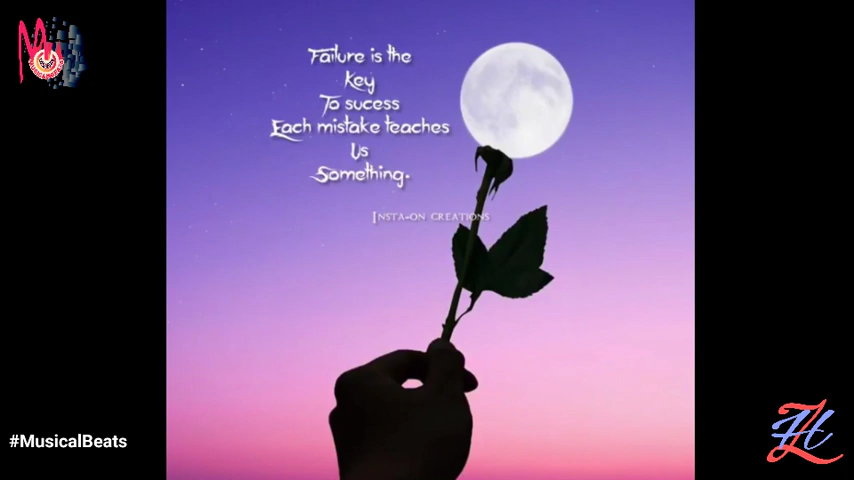 Failure is the
Key
To sucess
Each mistake teaches
Us
Something.
Insta-on creations
#MusicalBeats